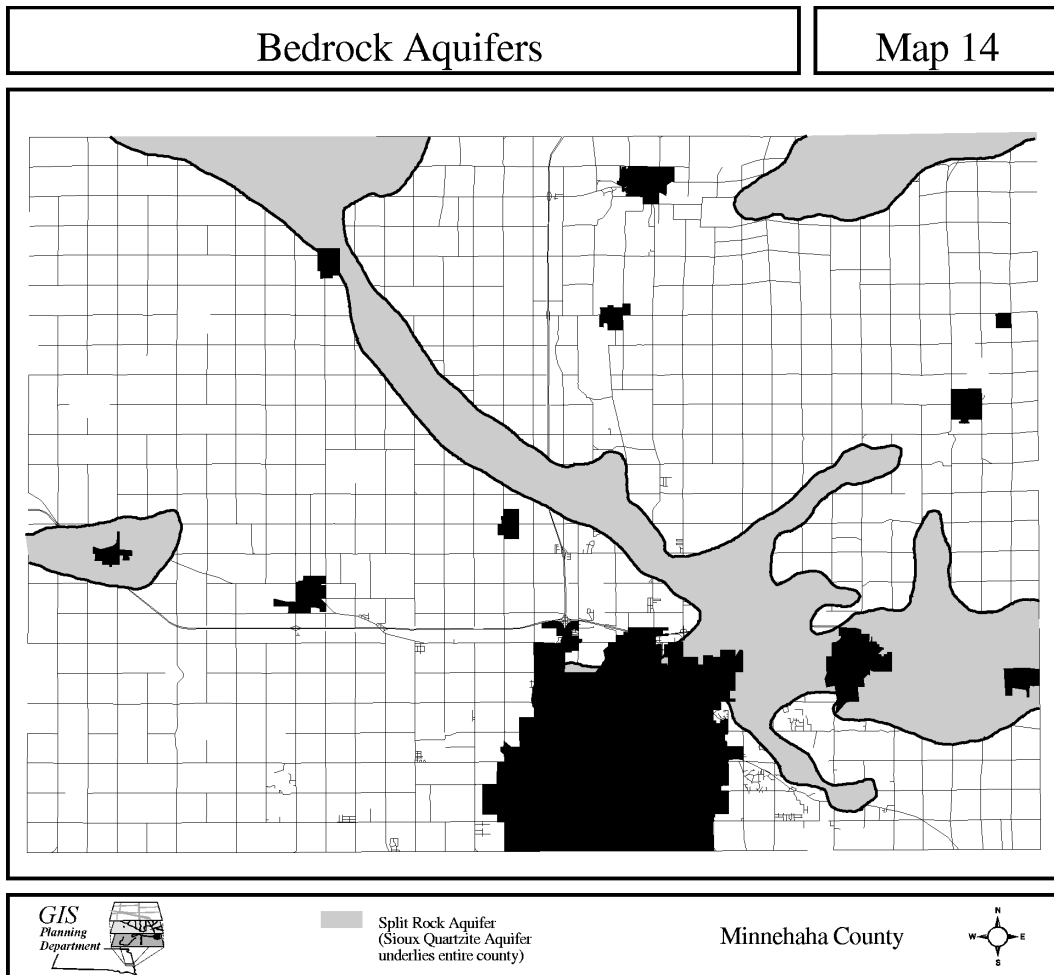 Bedrock Aquifers
Map 14
GIS
Planning
Department
Split Rock Aquifer
(Sioux Quartzite Aquifer
underlies entire county)
Minnehaha County
N
W E
S